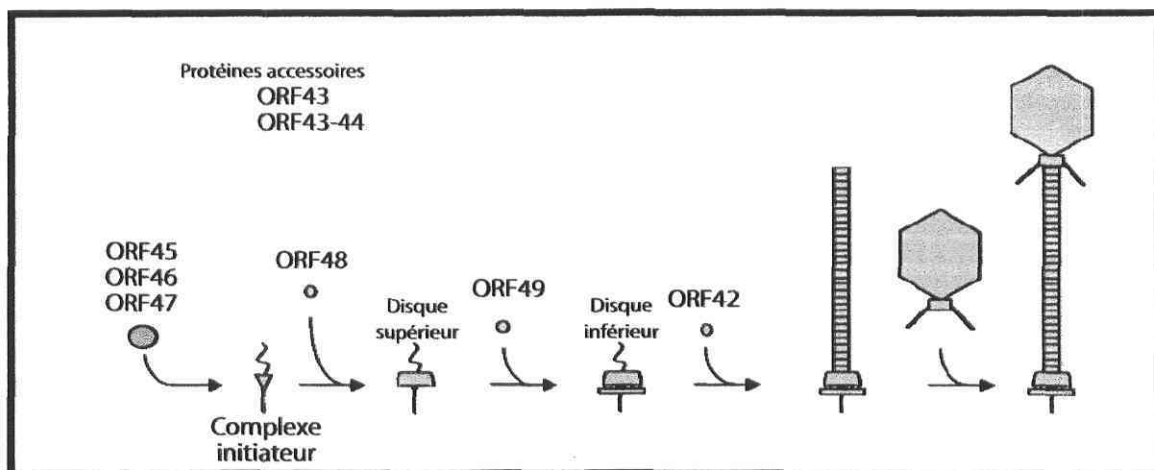 Protéines accessoires
ORF43
ORF43-44
ORF45
ORF46
ORF47
Complexe
initiateur
ORF48
Disque
supérieur
ORF49
Disque
inférieur
ORF42